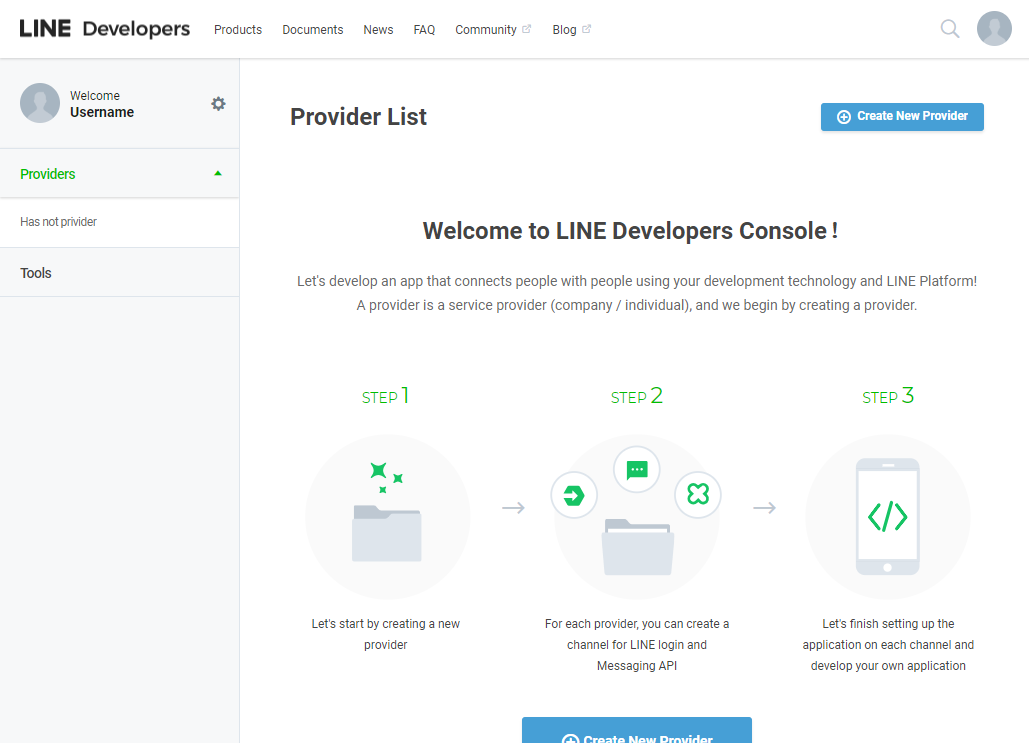 LINE Developers Products Documents News FAQ Community Blog
Welcome
Username
Providers
Has not privider
Tools
Provider List
Create New Provider
Welcome to LINE Developers Console !
Let's develop an app that connects people with people using your development technology and LINE Platform!
A provider is a service provider (company / individual), and we begin by creating a provider.
STEP 1
Let's start by creating a new
provider
STEP 2
For each provider, you can create a
channel for LINE login and
Messaging API
STEP 3
</>
Let's finish setting up the
application on each channel and
develop your own application
Create New Provider